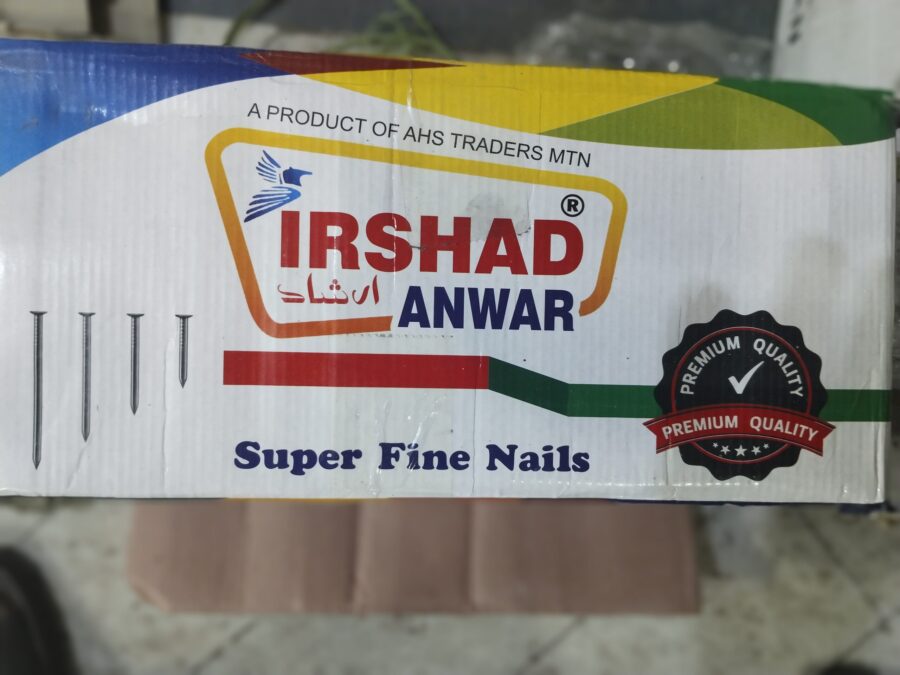 A PRODUCT OF AHS TRADERS MTN
IRSHAD®
ارشاد
ANWAR
PREMIUM QUALITY
PREMIUM QUALITY
Super Fine Nails